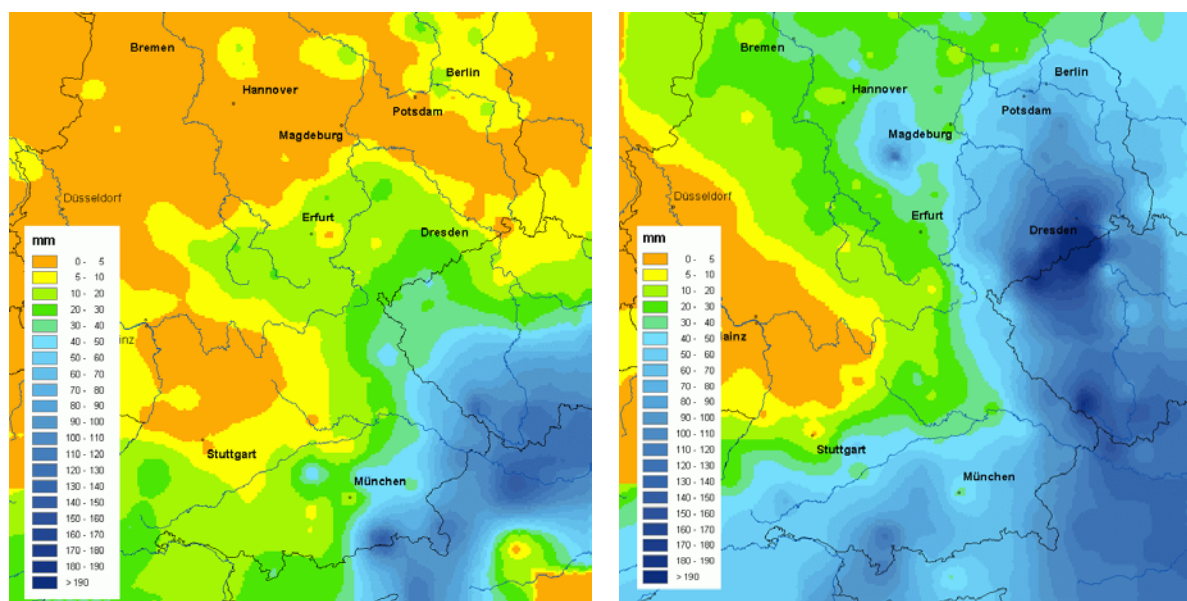 Bremen
Hannover
Berlin
Potsdam
Magdeburg
Düsseldorf
Erfurt
Dresden
inz
Stuttgart
München
mm
0 - 5
5 - 10
10 - 20
20 - 30
30 - 40
40 - 50
50 - 60
60 - 70
70 - 80
80 - 90
90 - 100
100 - 110
110 - 120
120 - 130
130 - 140
140 - 150
150 - 160
160 - 170
170 - 180
180 - 190
> 190
Bremen
Hannover
Berlin
Potsdam
Magdeburg
Düsseldorf
Erfurt
Dresden
ainz
Stuttgart
München
mm
0 - 5
5 - 10
10 - 20
20 - 30
30 - 40
40 - 50
50 - 60
60 - 70
70 - 80
80 - 90
90 - 100
100 - 110
110 - 120
120 - 130
130 - 140
140 - 150
150 - 160
160 - 170
170 - 180
180 - 190
> 190